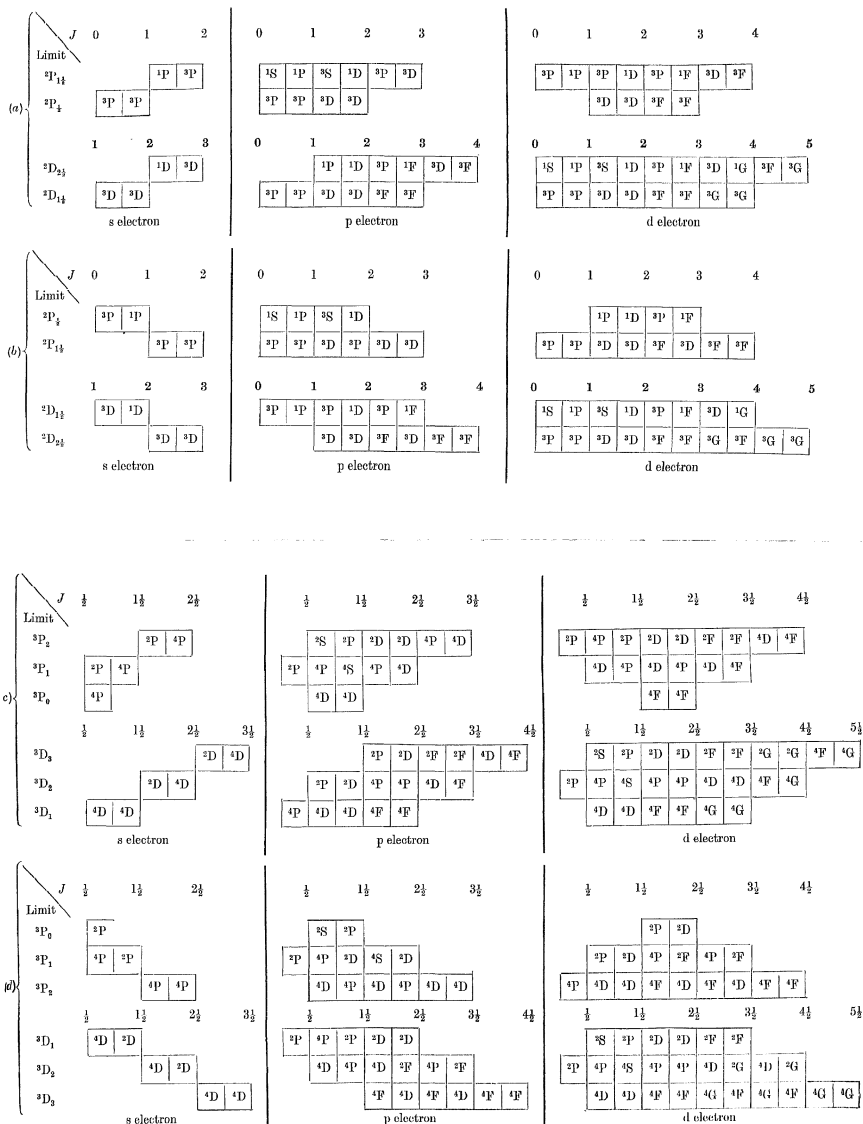 J 0 1 2 0 1 2 3 0 1 2 3 4
Limit
²P₁½ ¹P ³P ¹S ¹P ³S ¹D ³P ³D ³P ¹P ³P ¹D ³P ¹F ³D ³F
(a) ²P½ ³P ³P ³P ³P ³D ³D ³D ³D ³F ³F
1 2 3 0 1 2 3 4 0 1 2 3 4 5
²D₂½ ¹D ³D ¹P ¹D ³P ¹F ³D ³F ¹S ¹P ³S ¹D ³P ¹F ³D ¹G ³F ³G
²D₁½ ³D ³D ³P ³P ³D ³D ³F ³F ³P ³P ³D ³D ³F ³F ³G ³G
s electron p electron d electron
J 0 1 2 0 1 2 3 0 1 2 3 4
Limit
²P½ ³P ¹P ¹S ¹P ³S ¹D ¹P ¹D ³P ¹F
(b) ²P₁½ ³P ³P ³P ³P ³D ³P ³D ³D ³P ³P ³D ³D ³F ³D ³F ³F
1 2 3 0 1 2 3 4 0 1 2 3 4 5
²D₁½ ³D ¹D ³P ¹P ³P ¹D ³P ¹F ¹S ¹P ³S ¹D ³P ¹F ³D ¹G
²D₂½ ³D ³D ³D ³D ³F ³D ³F ³F ³P ³P ³D ³D ³F ³F ³G ³F ³G ³G
s electron p electron d electron
J ½ 1½ 2½ ½ 1½ 2½ 3½ ½ 1½ 2½ 3½ 4½
Limit
³P₂ ²P ⁴P ²S ²P ²D ²D ⁴P ⁴D ²P ⁴P ²P ²D ²D ²F ²F ⁴D ⁴F
c) ³P₁ ²P ⁴P ²P ⁴P ⁴S ⁴P ⁴D ⁴D ⁴P ⁴D ⁴P ⁴D ⁴F
³P₀ ⁴P ⁴D ⁴D ⁴F ⁴F
½ 1½ 2½ 3½ ½ 1½ 2½ 3½ 4½ ½ 1½ 2½ 3½ 4½ 5½
³D₃ ²D ⁴D ²P ²D ²F ²F ⁴D ⁴F ²S ²P ²D ²D ²F ²F ²G ²G ⁴F ⁴G
³D₂ ²D ⁴D ²P ²D ⁴P ⁴P ⁴D ⁴F ²P ⁴P ⁴S ⁴P ⁴P ⁴D ⁴D ⁴F ⁴G
³D₁ ⁴D ⁴D ⁴P ⁴D ⁴D ⁴F ⁴F ⁴D ⁴D ⁴F ⁴F ⁴G ⁴G
s electron p electron d electron
J ½ 1½ 2½ ½ 1½ 2½ 3½ ½ 1½ 2½ 3½ 4½
Limit
³P₀ ²P ²S ²P ²P ²D
³P₁ ⁴P ²P ²P ⁴P ²D ⁴S ²D ²P ²D ⁴P ²F ⁴P ²F
(d) ³P₂ ⁴P ⁴P ⁴D ⁴P ⁴D ⁴P ⁴D ⁴D ⁴P ⁴D ⁴D ⁴F ⁴D ⁴F ⁴D ⁴F ⁴F
½ 1½ 2½ 3½ ½ 1½ 2½ 3½ 4½ ½ 1½ 2½ 3½ 4½ 5½
³D₁ ⁴D ²D ²P ⁴P ²P ²D ²D ²S ²P ²D ²D ²F ²F
³D₂ ⁴D ²D ⁴D ⁴P ⁴D ²F ⁴P ²F ²P ⁴P ⁴S ⁴P ⁴P ⁴D ²G ⁴D ²G
³D₃ ⁴D ⁴D ⁴F ⁴D ⁴F ⁴D ⁴F ⁴F ⁴D ⁴D ⁴F ⁴F ⁴G ⁴F ⁴G ⁴F ⁴G ⁴G
s electron p electron d electron